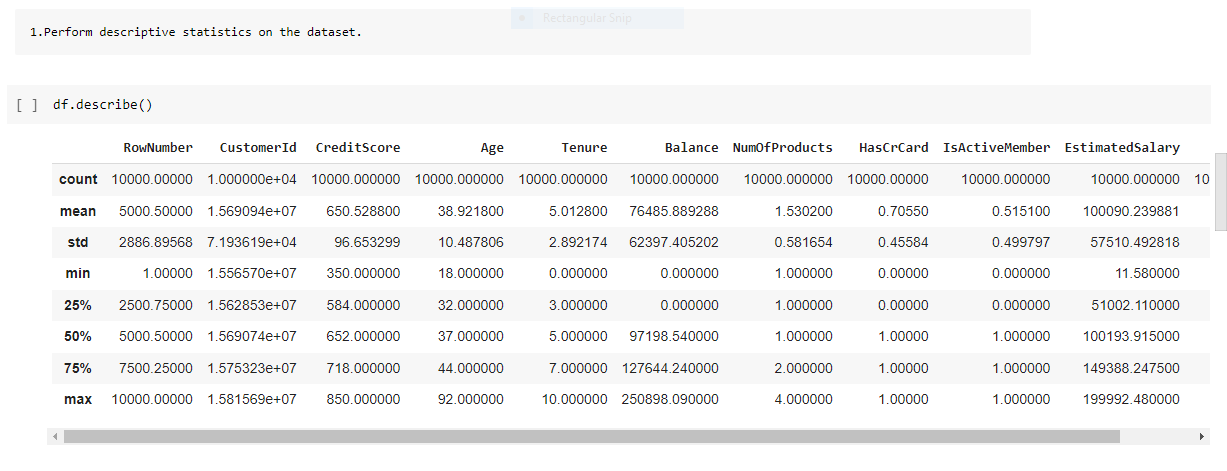 Rectangular Snip
1.Perform descriptive statistics on the dataset.
[ ] df.describe()
RowNumber CustomerId CreditScore Age Tenure Balance NumOfProducts HasCrCard IsActiveMember EstimatedSalary
count 10000.00000 1.000000e+04 10000.000000 10000.000000 10000.000000 10000.000000 10000.000000 10000.00000 10000.000000 10000.000000 10
mean 5000.50000 1.569094e+07 650.528800 38.921800 5.012800 76485.889288 1.530200 0.70550 0.515100 100090.239881
std 2886.89568 7.193619e+04 96.653299 10.487806 2.892174 62397.405202 0.581654 0.45584 0.499797 57510.492818
min 1.00000 1.556570e+07 350.000000 18.000000 0.000000 0.000000 1.000000 0.00000 0.000000 11.580000
25% 2500.75000 1.562853e+07 584.000000 32.000000 3.000000 0.000000 1.000000 0.00000 0.000000 51002.110000
50% 5000.50000 1.569074e+07 652.000000 37.000000 5.000000 97198.540000 1.000000 1.00000 1.000000 100193.915000
75% 7500.25000 1.575323e+07 718.000000 44.000000 7.000000 127644.240000 2.000000 1.00000 1.000000 149388.247500
max 10000.00000 1.581569e+07 850.000000 92.000000 10.000000 250898.090000 4.000000 1.00000 1.000000 199992.480000